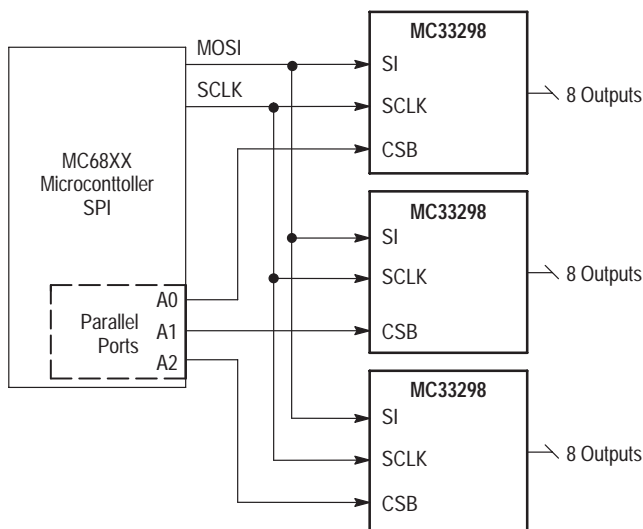 MOSI
SCLK
MC68XX
Microconttoller
SPI
Parallel
Ports
A0
A1
A2
MC33298
SI
SCLK
CSB
8 Outputs
MC33298
SI
SCLK
CSB
8 Outputs
MC33298
SI
SCLK
CSB
8 Outputs